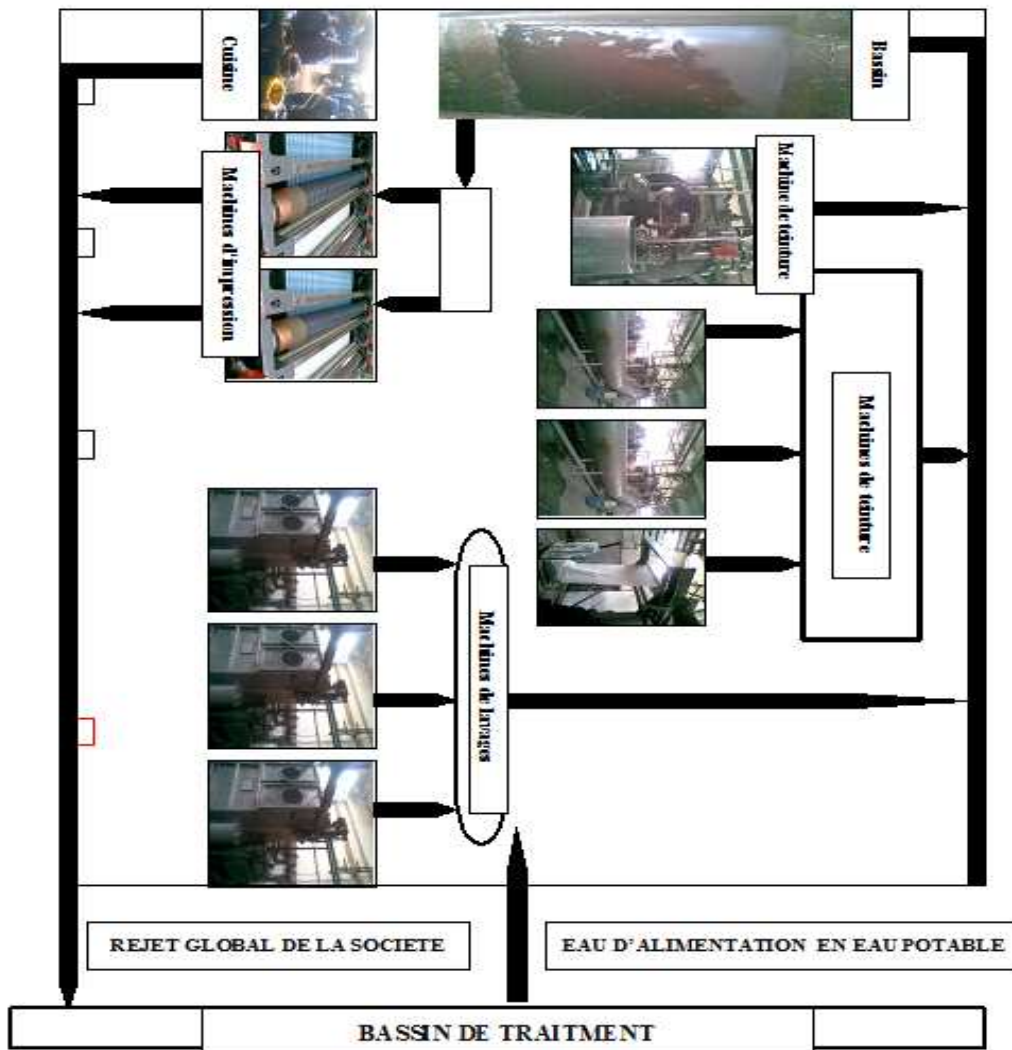 Cuisine
Bassin
Machines d'impression
Machine de teinture
Machines de teinture
Machines de lavages
REJET GLOBAL DE LA SOCIETE
EAU D'ALIMENTATION EN EAU POTABLE
BASSIN DE TRAITMENT